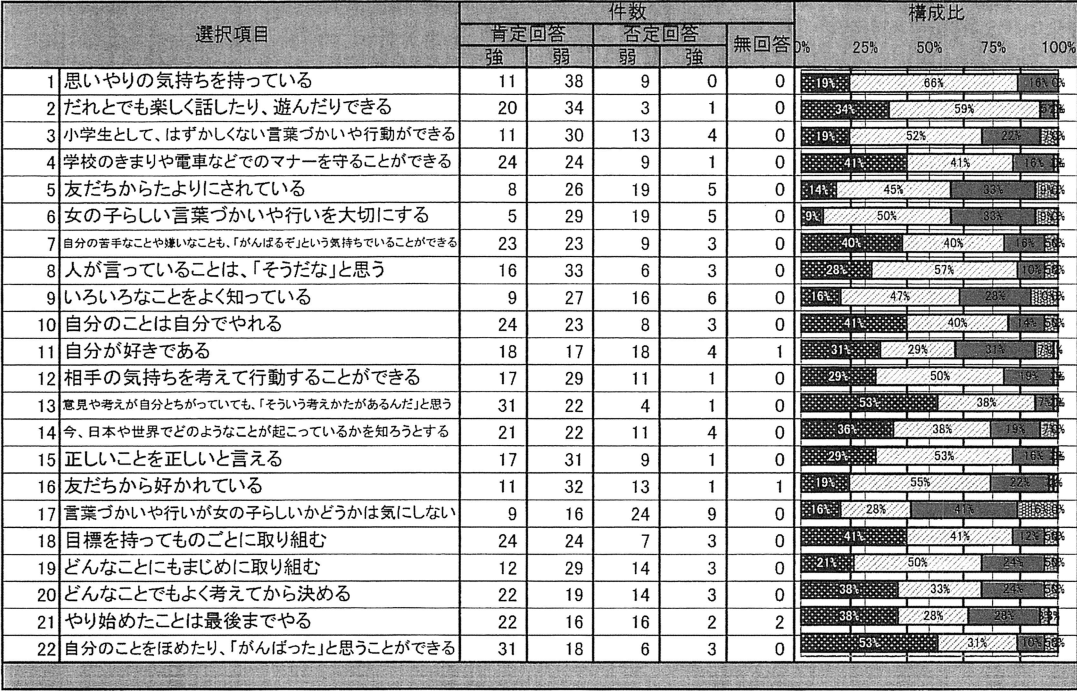 選択項目 件数 構成比
肯定回答 否定回答 無回答 0% 25% 50% 75% 100%
強 弱 弱 強
1 思いやりの気持ちを持っている 11 38 9 0 0 19% 66% 16% 0%
2 だれとでも楽しく話したり、遊んだりできる 20 34 3 1 0 34% 59%
3 小学生として、はずかしくない言葉づかいや行動ができる 11 30 13 4 0 19% 52% 22% 7%
4 学校のきまりや電車などでのマナーを守ることができる 24 24 9 1 0 41% 41% 16%
5 友だちからたよりにされている 8 26 19 5 0 14% 45% 33%
6 女の子らしい言葉づかいや行いを大切にする 5 29 19 5 0 9% 50% 33%
7 自分の苦手なことや嫌いなことも、「がんばるぞ」という気持ちでいることができる 23 23 9 3 0 40% 40% 16%
8 人が言っていることは、「そうだな」と思う 16 33 6 3 0 28% 57% 10%
9 いろいろなことをよく知っている 9 27 16 6 0 16% 47% 28%
10 自分のことは自分でやれる 24 23 8 3 0 41% 40% 14%
11 自分が好きである 18 17 18 4 1 31% 29% 31% 7%
12 相手の気持ちを考えて行動することができる 17 29 11 1 0 29% 50% 19%
13 意見や考えが自分とちがっていても、「そういう考えかたがあるんだ」と思う 31 22 4 1 0 53% 38% 7%
14 今、日本や世界でどのようなことが起こっているかを知ろうとする 21 22 11 4 0 36% 38% 19% 7%
15 正しいことを正しいと言える 17 31 9 1 0 29% 53% 16%
16 友だちから好かれている 11 32 13 1 1 19% 55% 22%
17 言葉づかいや行いが女の子らしいかどうかは気にしない 9 16 24 9 0 16% 28% 41%
18 目標を持ってものごとに取り組む 24 24 7 3 0 41% 41% 12%
19 どんなことにもまじめに取り組む 12 29 14 3 0 21% 50% 24%
20 どんなことでもよく考えてから決める 22 19 14 3 0 38% 33% 24%
21 やり始めたことは最後までやる 22 16 16 2 2 38% 28% 28%
22 自分のことをほめたり、「がんばった」と思うことができる 31 18 6 3 0 53% 31% 10%